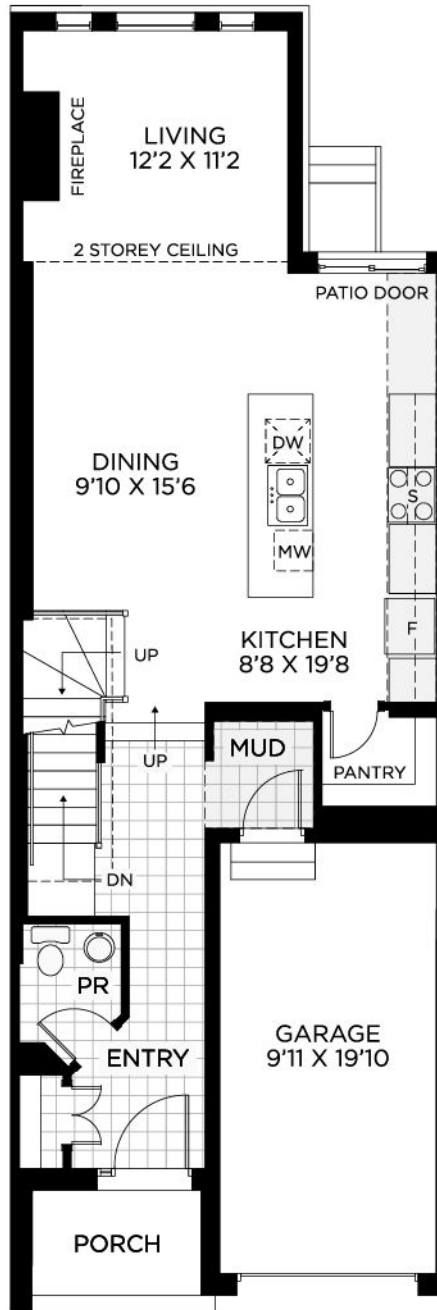 LIVING
12'2 X 11'2
FIREPLACE
2 STOREY CEILING
PATIO DOOR
DW
DINING
9'10 X 15'6
S
MW
F
KITCHEN
8'8 X 19'8
UP
UP
MUD
PANTRY
DN
PR
ENTRY
GARAGE
9'11 X 19'10
PORCH